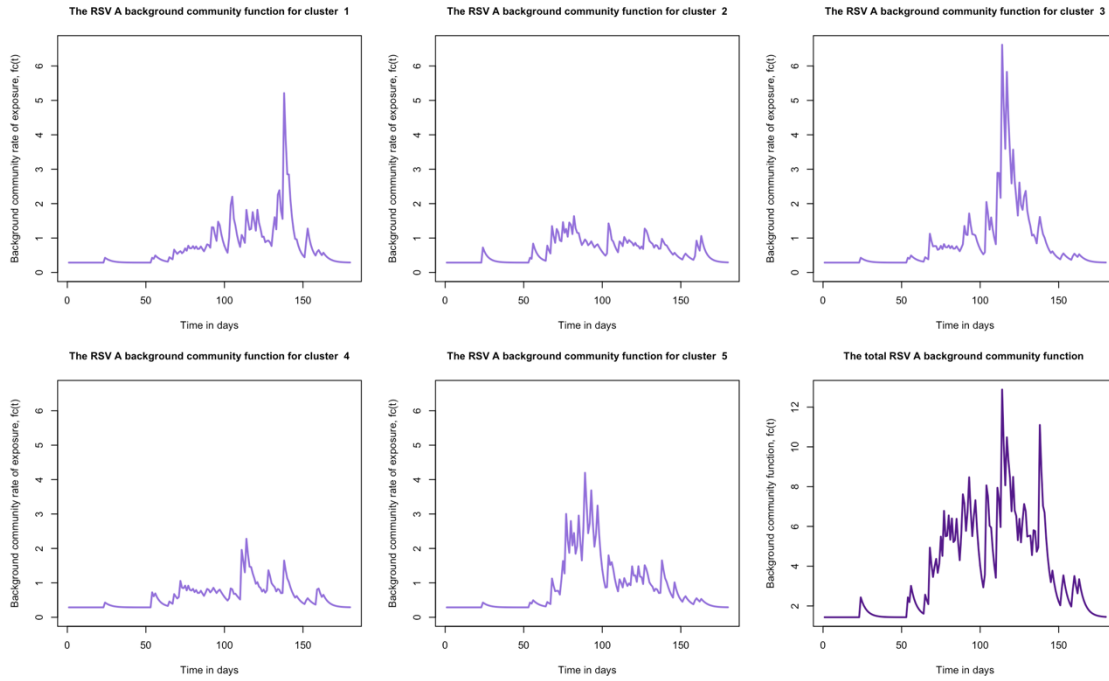 The RSV A background community function for cluster 1
Background community rate of exposure, fc(t)
0 1 2 3 4 5 6
0 50 100 150
Time in days
The RSV A background community function for cluster 2
Background community rate of exposure, fc(t)
0 1 2 3 4 5 6
0 50 100 150
Time in days
The RSV A background community function for cluster 3
Background community rate of exposure, fc(t)
0 1 2 3 4 5 6
0 50 100 150
Time in days
The RSV A background community function for cluster 4
Background community rate of exposure, fc(t)
0 1 2 3 4 5 6
0 50 100 150
Time in days
The RSV A background community function for cluster 5
Background community rate of exposure, fc(t)
0 1 2 3 4 5 6
0 50 100 150
Time in days
The total RSV A background community function
Background community function, fc(t)
2 4 6 8 10 12
0 50 100 150
Time in days